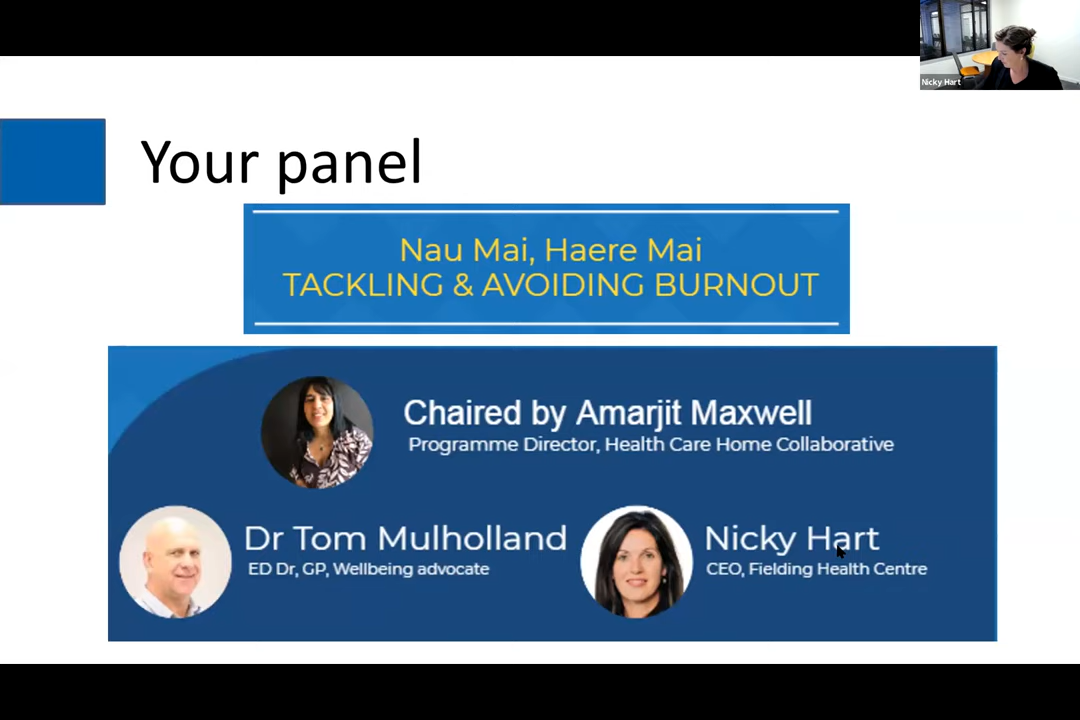 Nicky Hart
Your panel
Nau Mai, Haere Mai
TACKLING & AVOIDING BURNOUT
Chaired by Amarjit Maxwell
Programme Director, Health Care Home Collaborative
Dr Tom Mulholland
ED Dr, GP, Wellbeing advocate
Nicky Hart
CEO, Fielding Health Centre